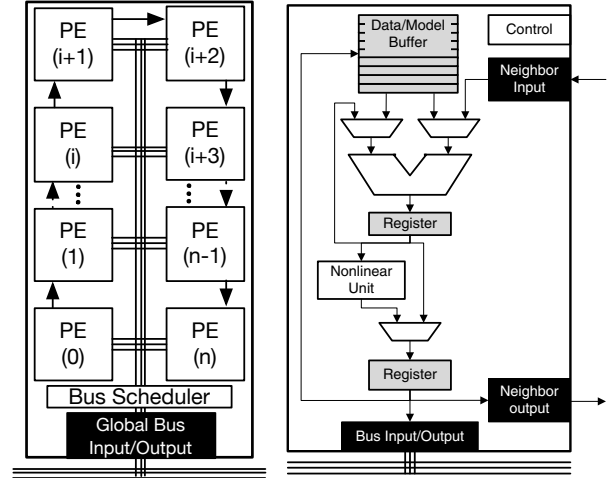 PE
(i+1)
PE
(i+2)
PE
(i)
PE
(i+3)
PE
(1)
PE
(n-1)
PE
(0)
PE
(n)
Bus Scheduler
Global Bus
Input/Output
Data/Model
Buffer
Control
Neighbor
Input
Register
Nonlinear
Unit
Register
Neighbor
output
Bus Input/Output